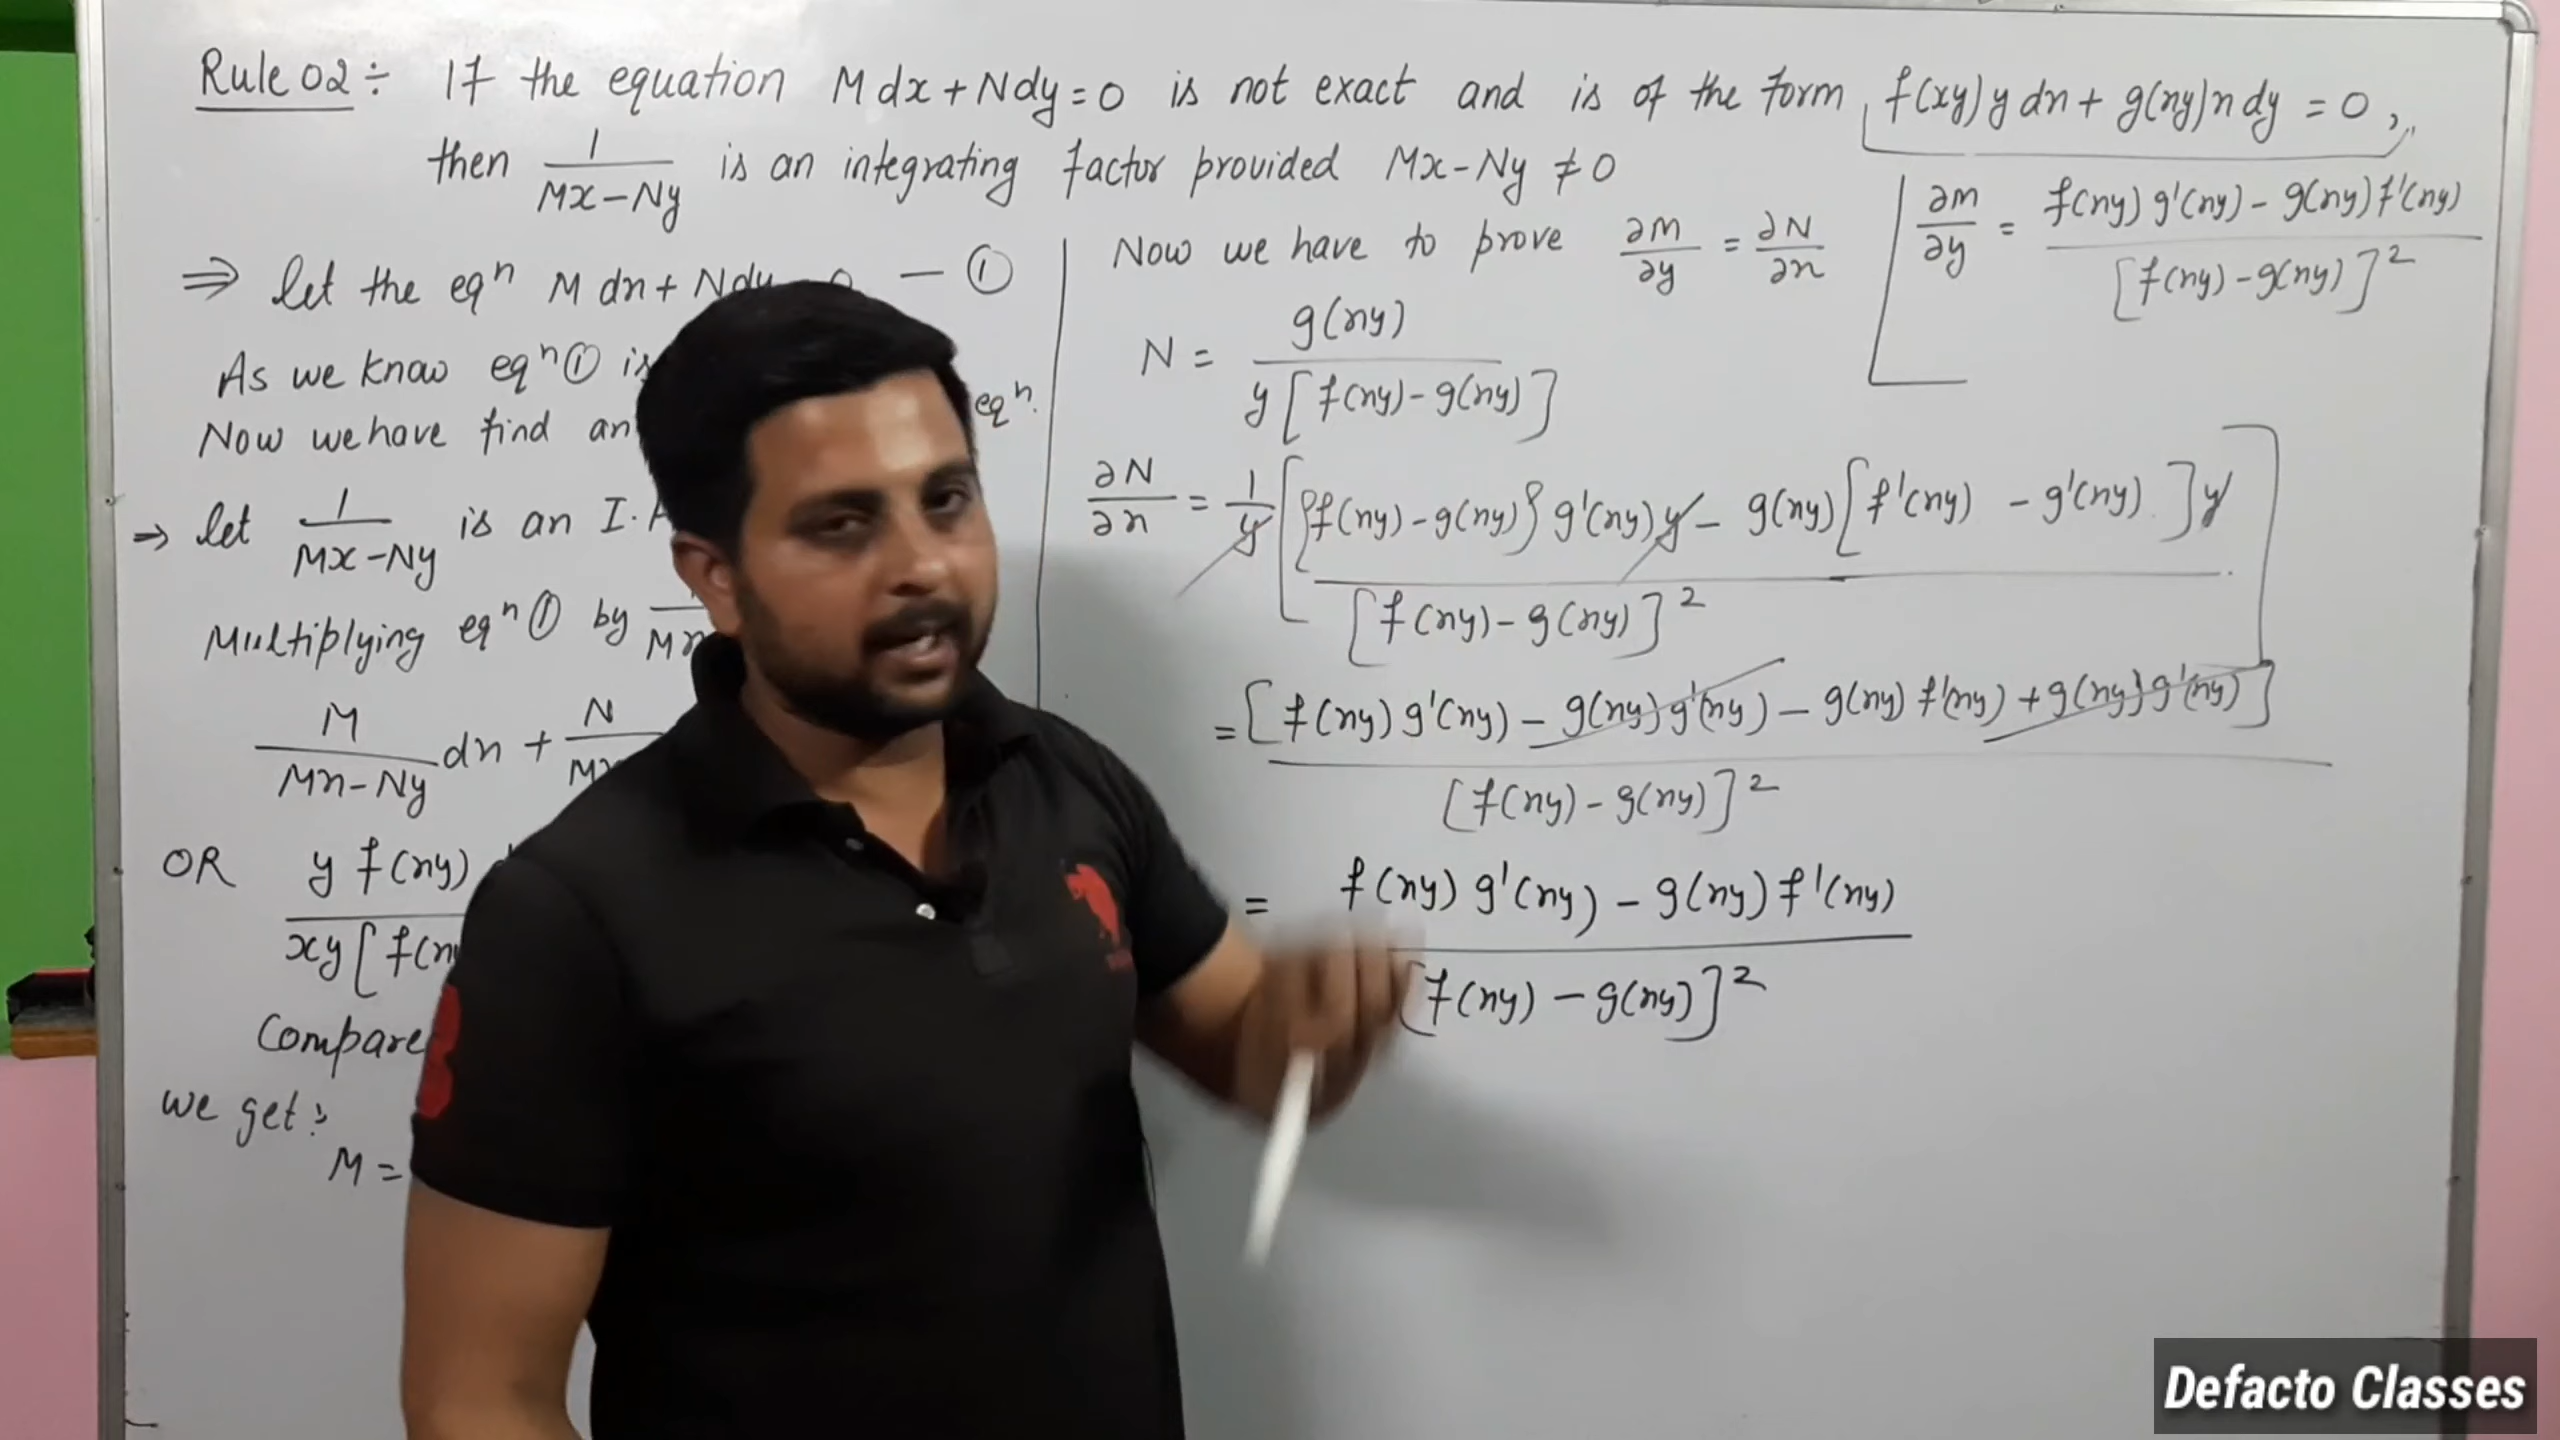 Rule 02 ÷ If the equation Mdx+Ndy=0 is not exact and is of the form f(xy)y dx + g(xy)x dy = 0,
then 1/(Mx-Ny) is an integrating factor provided Mx-Ny ≠ 0
⇒ let the eqⁿ M dx + Ndy = 0 — ①
As we know eqⁿ ① is eqⁿ.
Now we have find an
⇒ let 1/(Mx-Ny) is an I.
Multiplying eqⁿ ① by
M/(Mx-Ny) dx + N
OR y f(xy)
xy[f(x
Compare
we get :
M =
Now we have to prove ∂M/∂y = ∂N/∂x
∂M/∂y = (f(xy) g'(xy) - g(xy) f'(xy))/[f(xy) - g(xy)]²
N = g(xy)/(y[f(xy) - g(xy)])
∂N/∂x = 1/y [({f(xy) - g(xy)} g'(xy) y - g(xy)[f'(xy) - g'(xy)] y)/[f(xy) - g(xy)]²]
= [f(xy) g'(xy) - g(xy) g'(xy) - g(xy) f'(xy) + g(xy) g'(xy)]/[f(xy) - g(xy)]²
= (f(xy) g'(xy) - g(xy) f'(xy))/[f(xy) - g(xy)]²
Defacto Classes